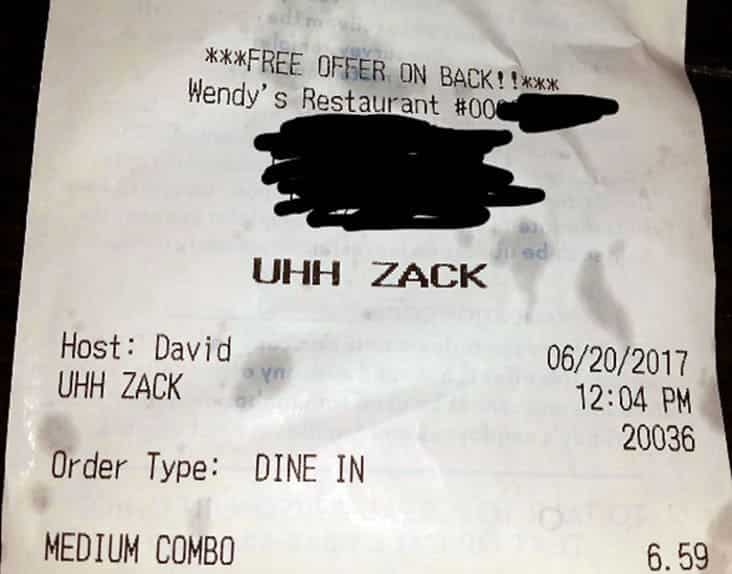 ***FREE OFFER ON BACK!!***
Wendy's Restaurant #00
UHH ZACK
Host: David
06/20/2017
UHH ZACK
12:04 PM
20036
Order Type: DINE IN
MEDIUM COMBO 6.59